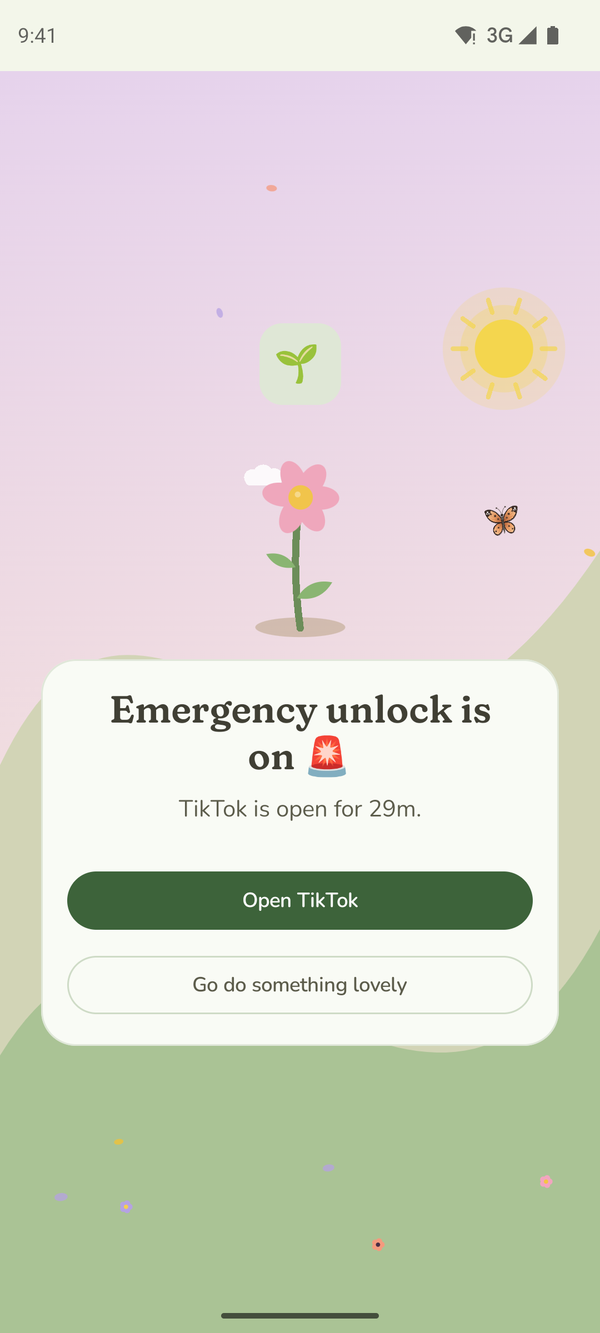 9:41
3G
Emergency unlock is
on 🚨
TikTok is open for 29m.
Open TikTok
Go do something lovely